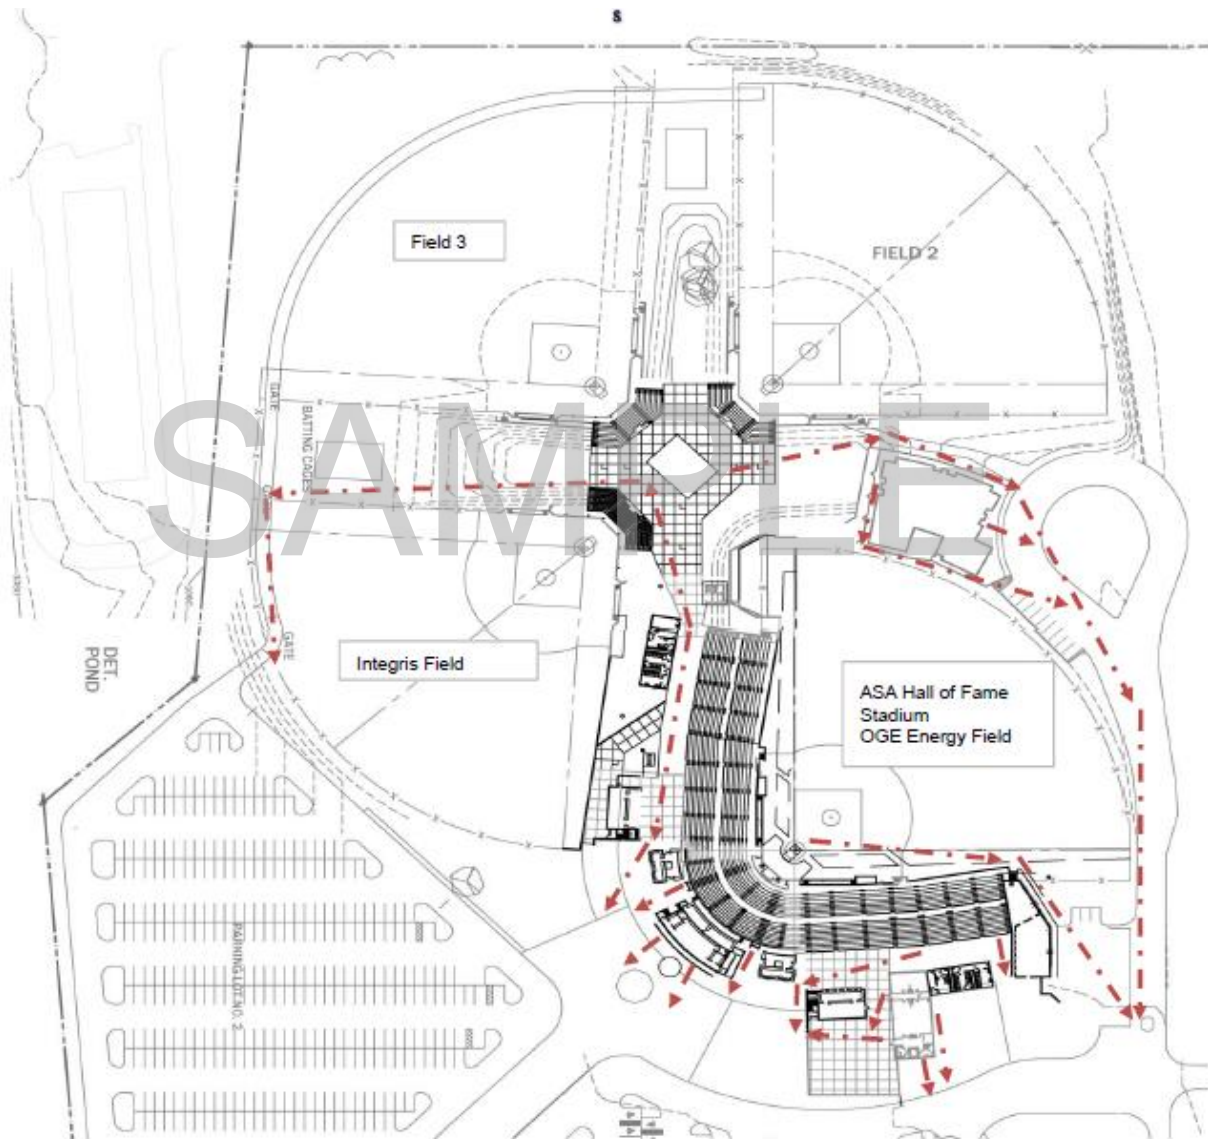 S
Field 3
FIELD 2
GATE
BATTING CAGES
SAMPLE
GATE
DET.
POND
Integris Field
ASA Hall of Fame
Stadium
OGE Energy Field
PARKING LOT NO. 2